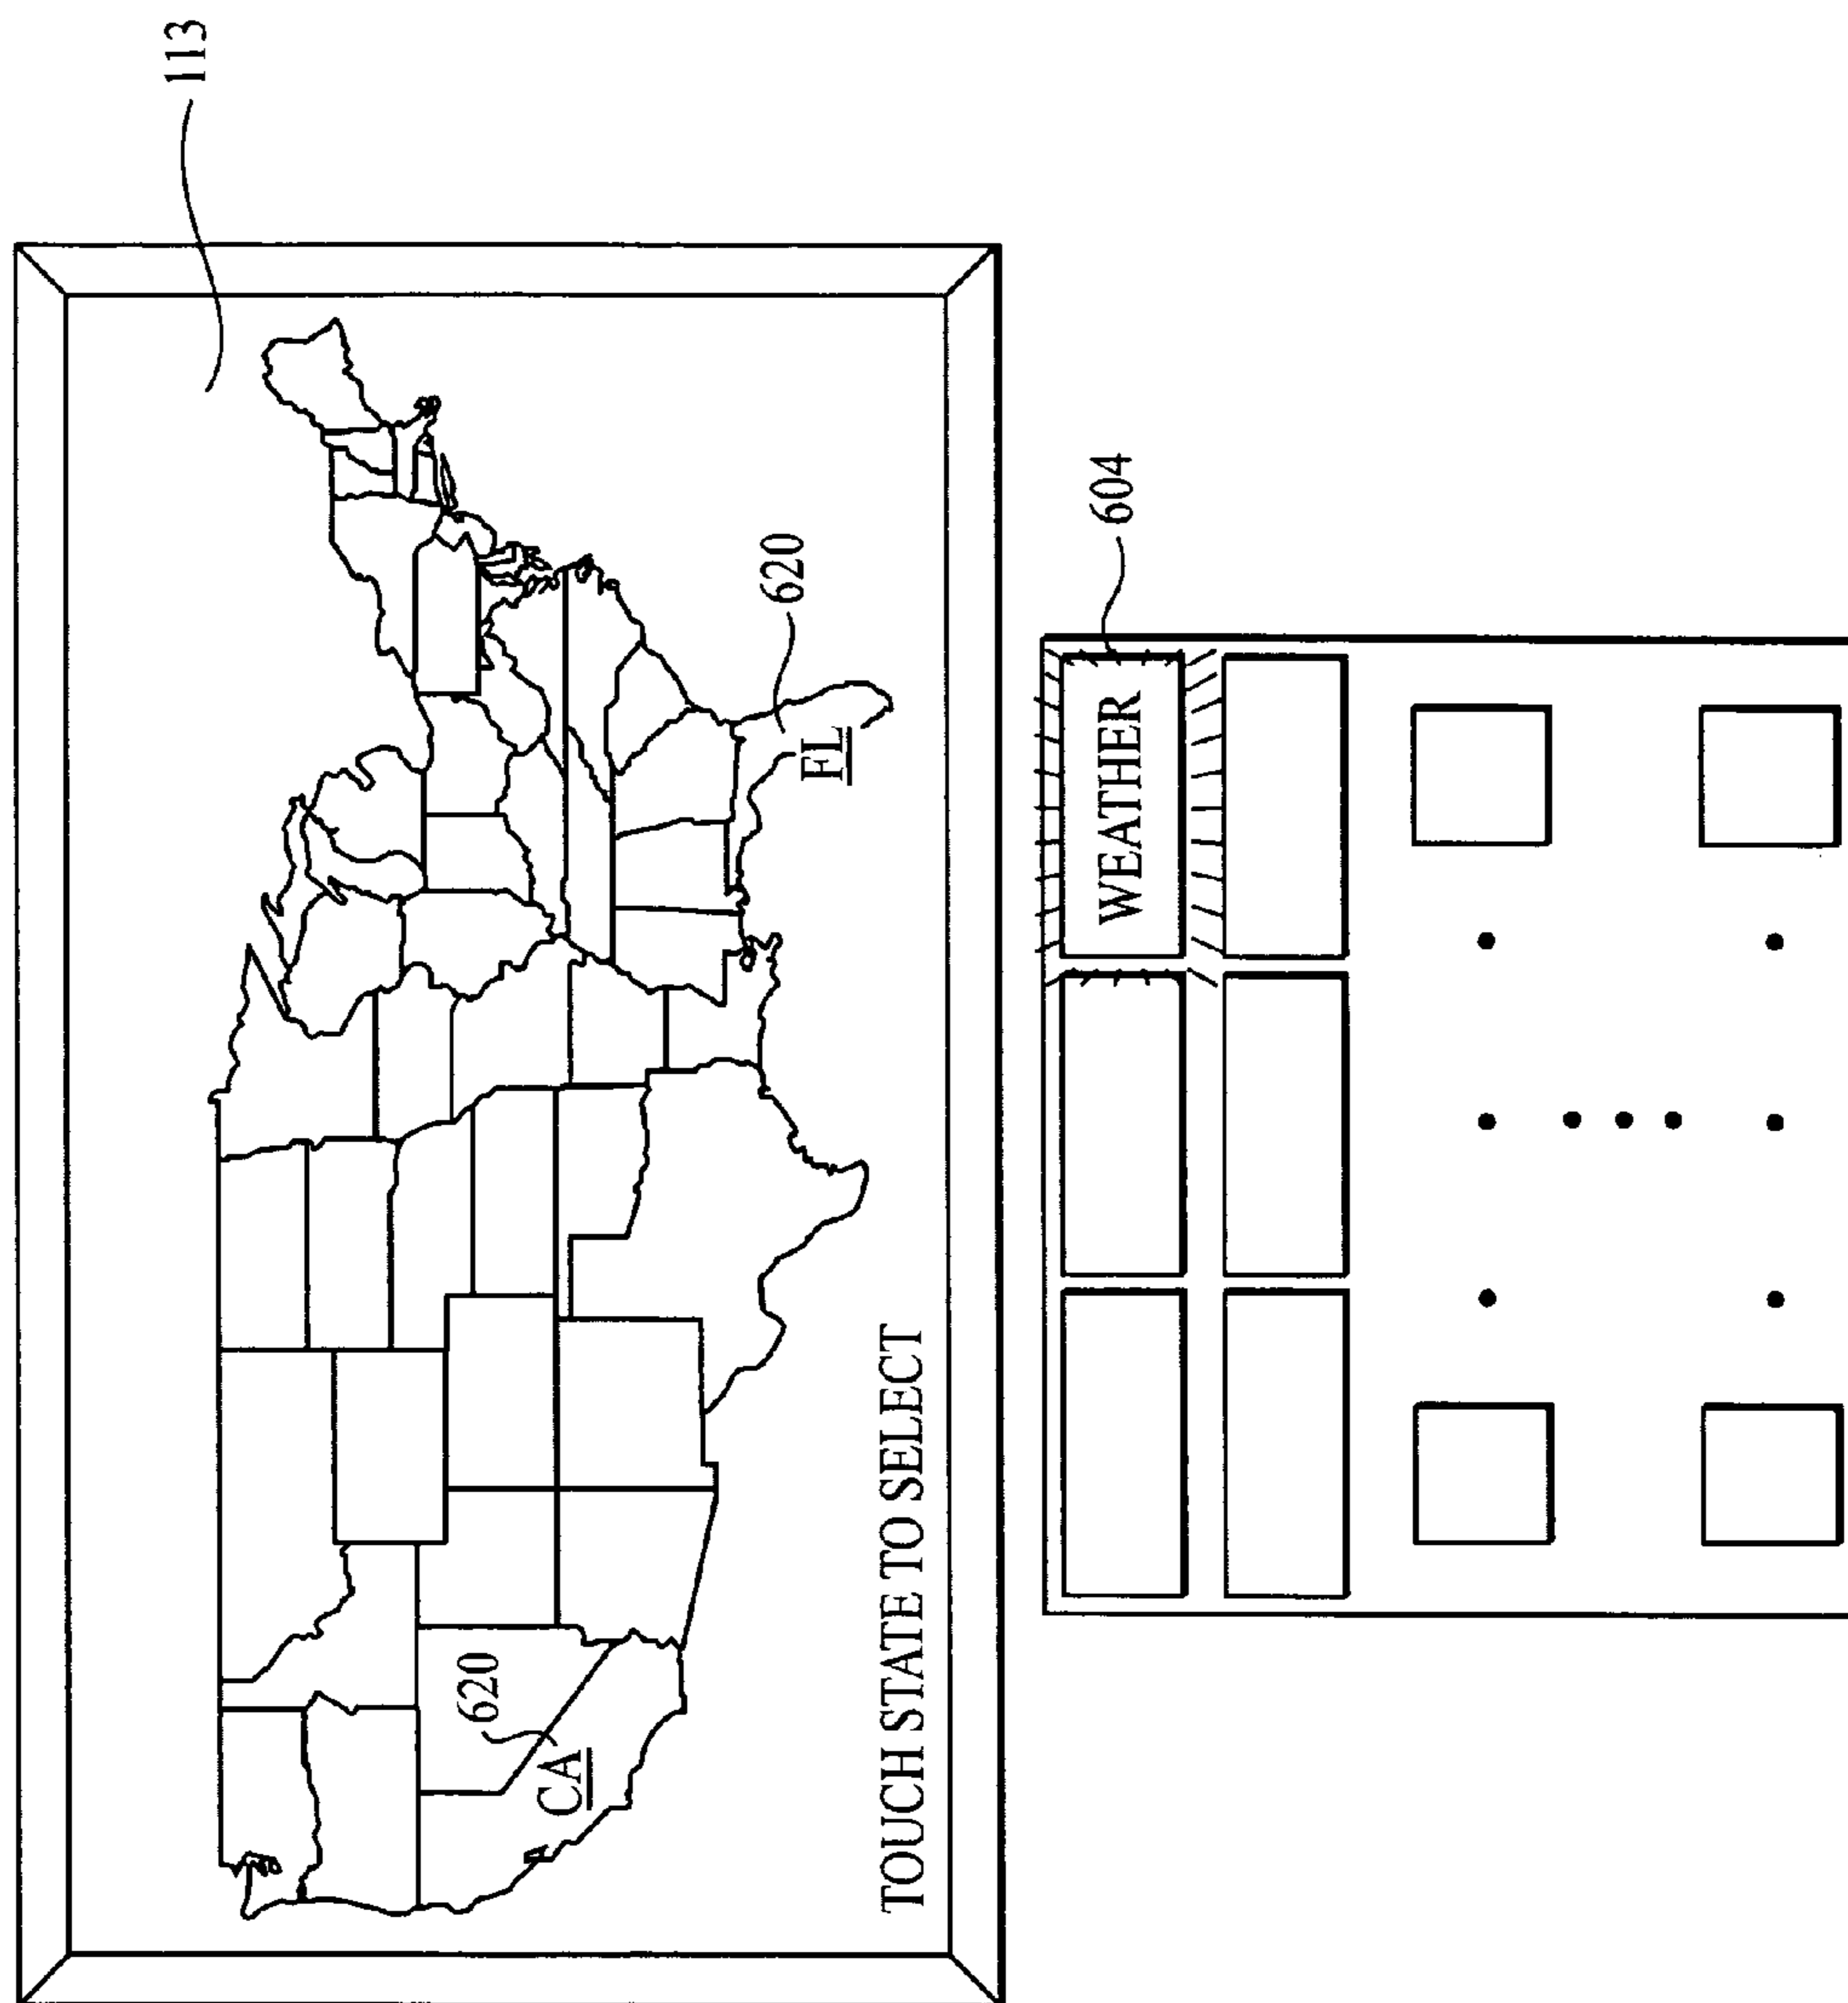 113
620
CA
620
FL
TOUCH STATE TO SELECT
604
WEATHER